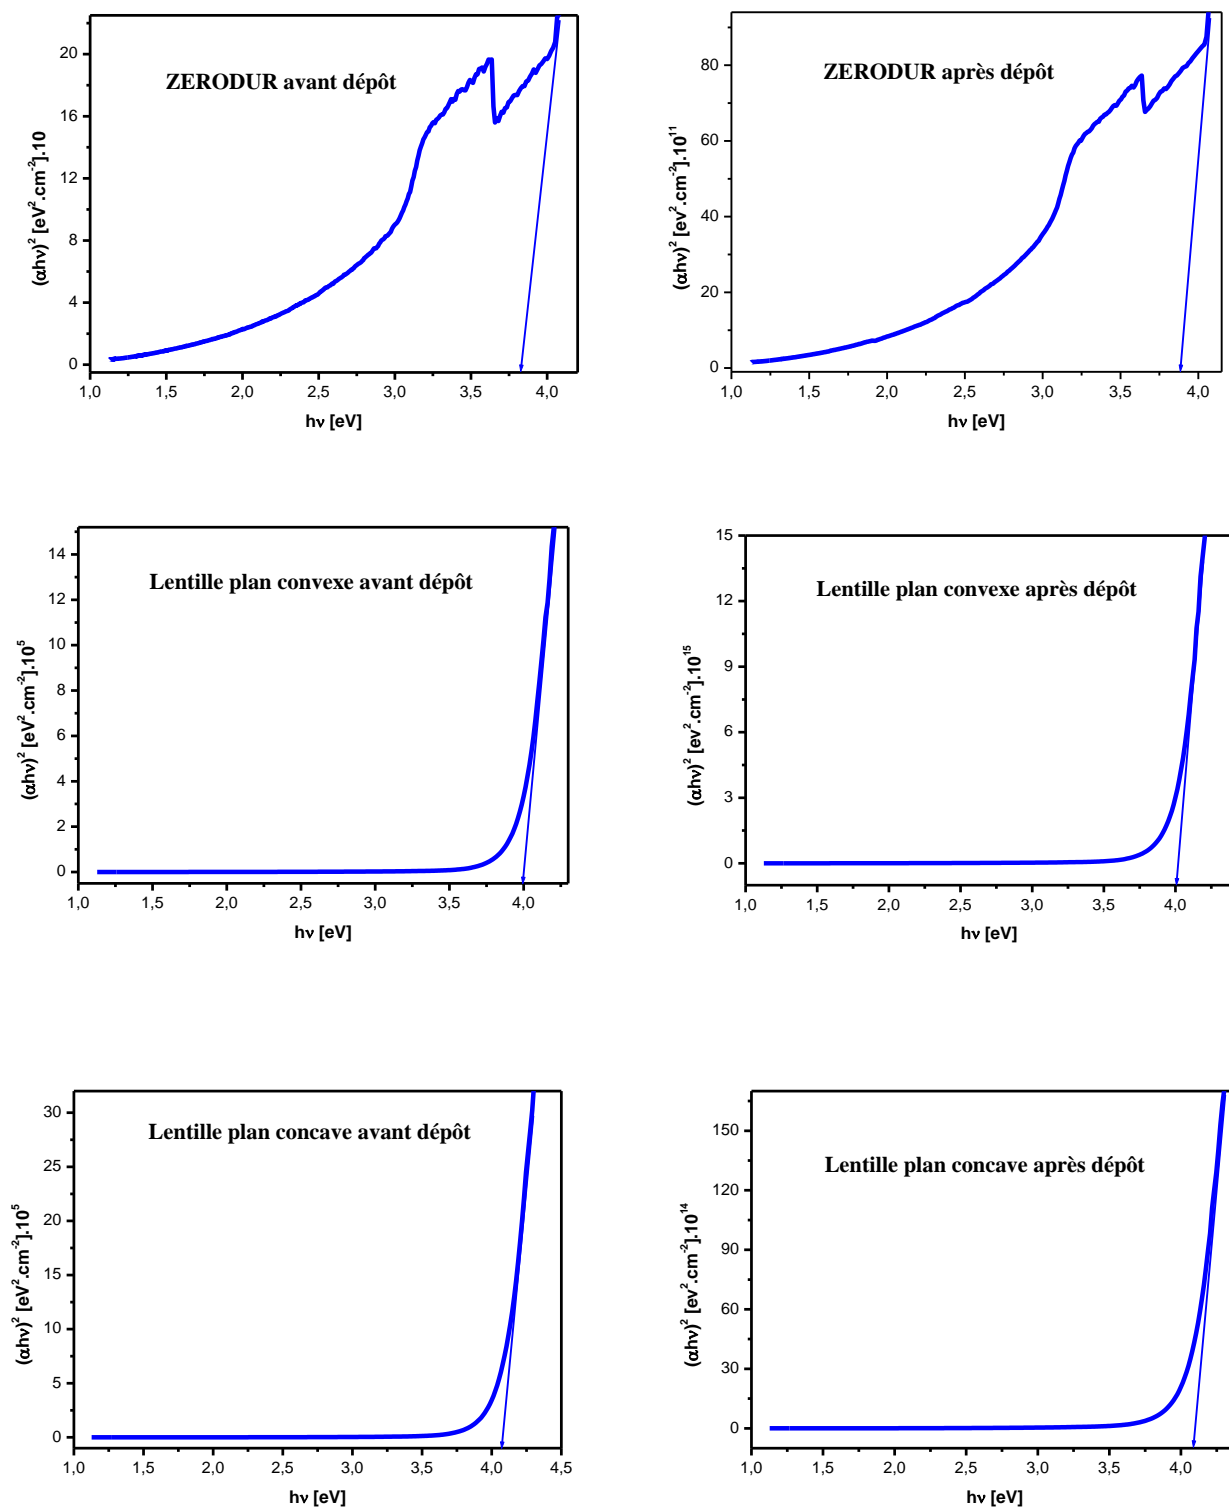 ZERODUR avant dépôt
20
16
12
8
4
0
(αhν)² [eV².cm⁻²].10
1,0 1,5 2,0 2,5 3,0 3,5 4,0
hν [eV]
ZERODUR après dépôt
80
60
40
20
0
(αhν)² [ev².cm⁻²].10¹¹
1,0 1,5 2,0 2,5 3,0 3,5 4,0
hν [eV]
Lentille plan convexe avant dépôt
14
12
10
8
6
4
2
0
(αhν)² [eV².cm⁻²].10⁵
1,0 1,5 2,0 2,5 3,0 3,5 4,0
hν [eV]
Lentille plan convexe après dépôt
15
12
9
6
3
0
(αhν)² [ev².cm⁻²].10¹⁵
1,0 1,5 2,0 2,5 3,0 3,5 4,0
hν [eV]
Lentille plan concave avant dépôt
30
25
20
15
10
5
0
(αhν)² [eV².cm⁻²].10⁵
1,0 1,5 2,0 2,5 3,0 3,5 4,0 4,5
hν [eV]
Lentille plan concave après dépôt
150
120
90
60
30
0
(αhν)² [ev².cm⁻²].10¹⁴
1,0 1,5 2,0 2,5 3,0 3,5 4,0
hν [eV]